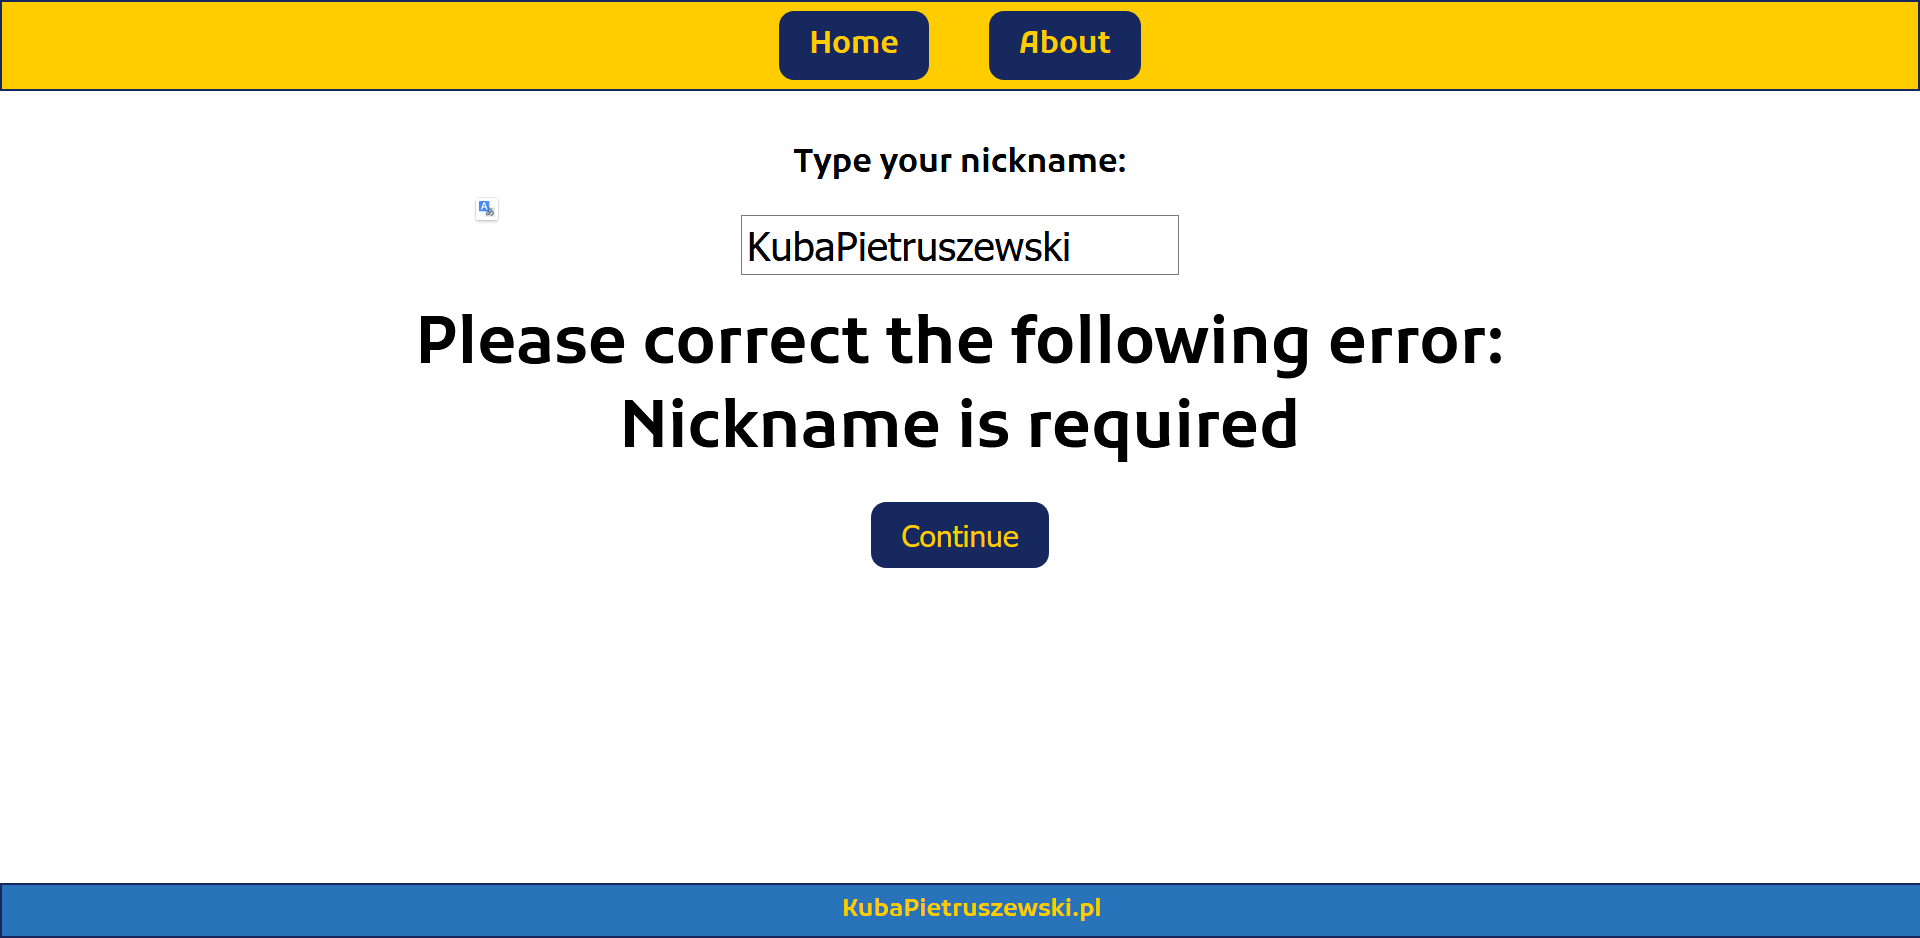 Home About
Type your nickname:
KubaPietruszewski
Please correct the following error:
Nickname is required
Continue
KubaPietruszewski.pl